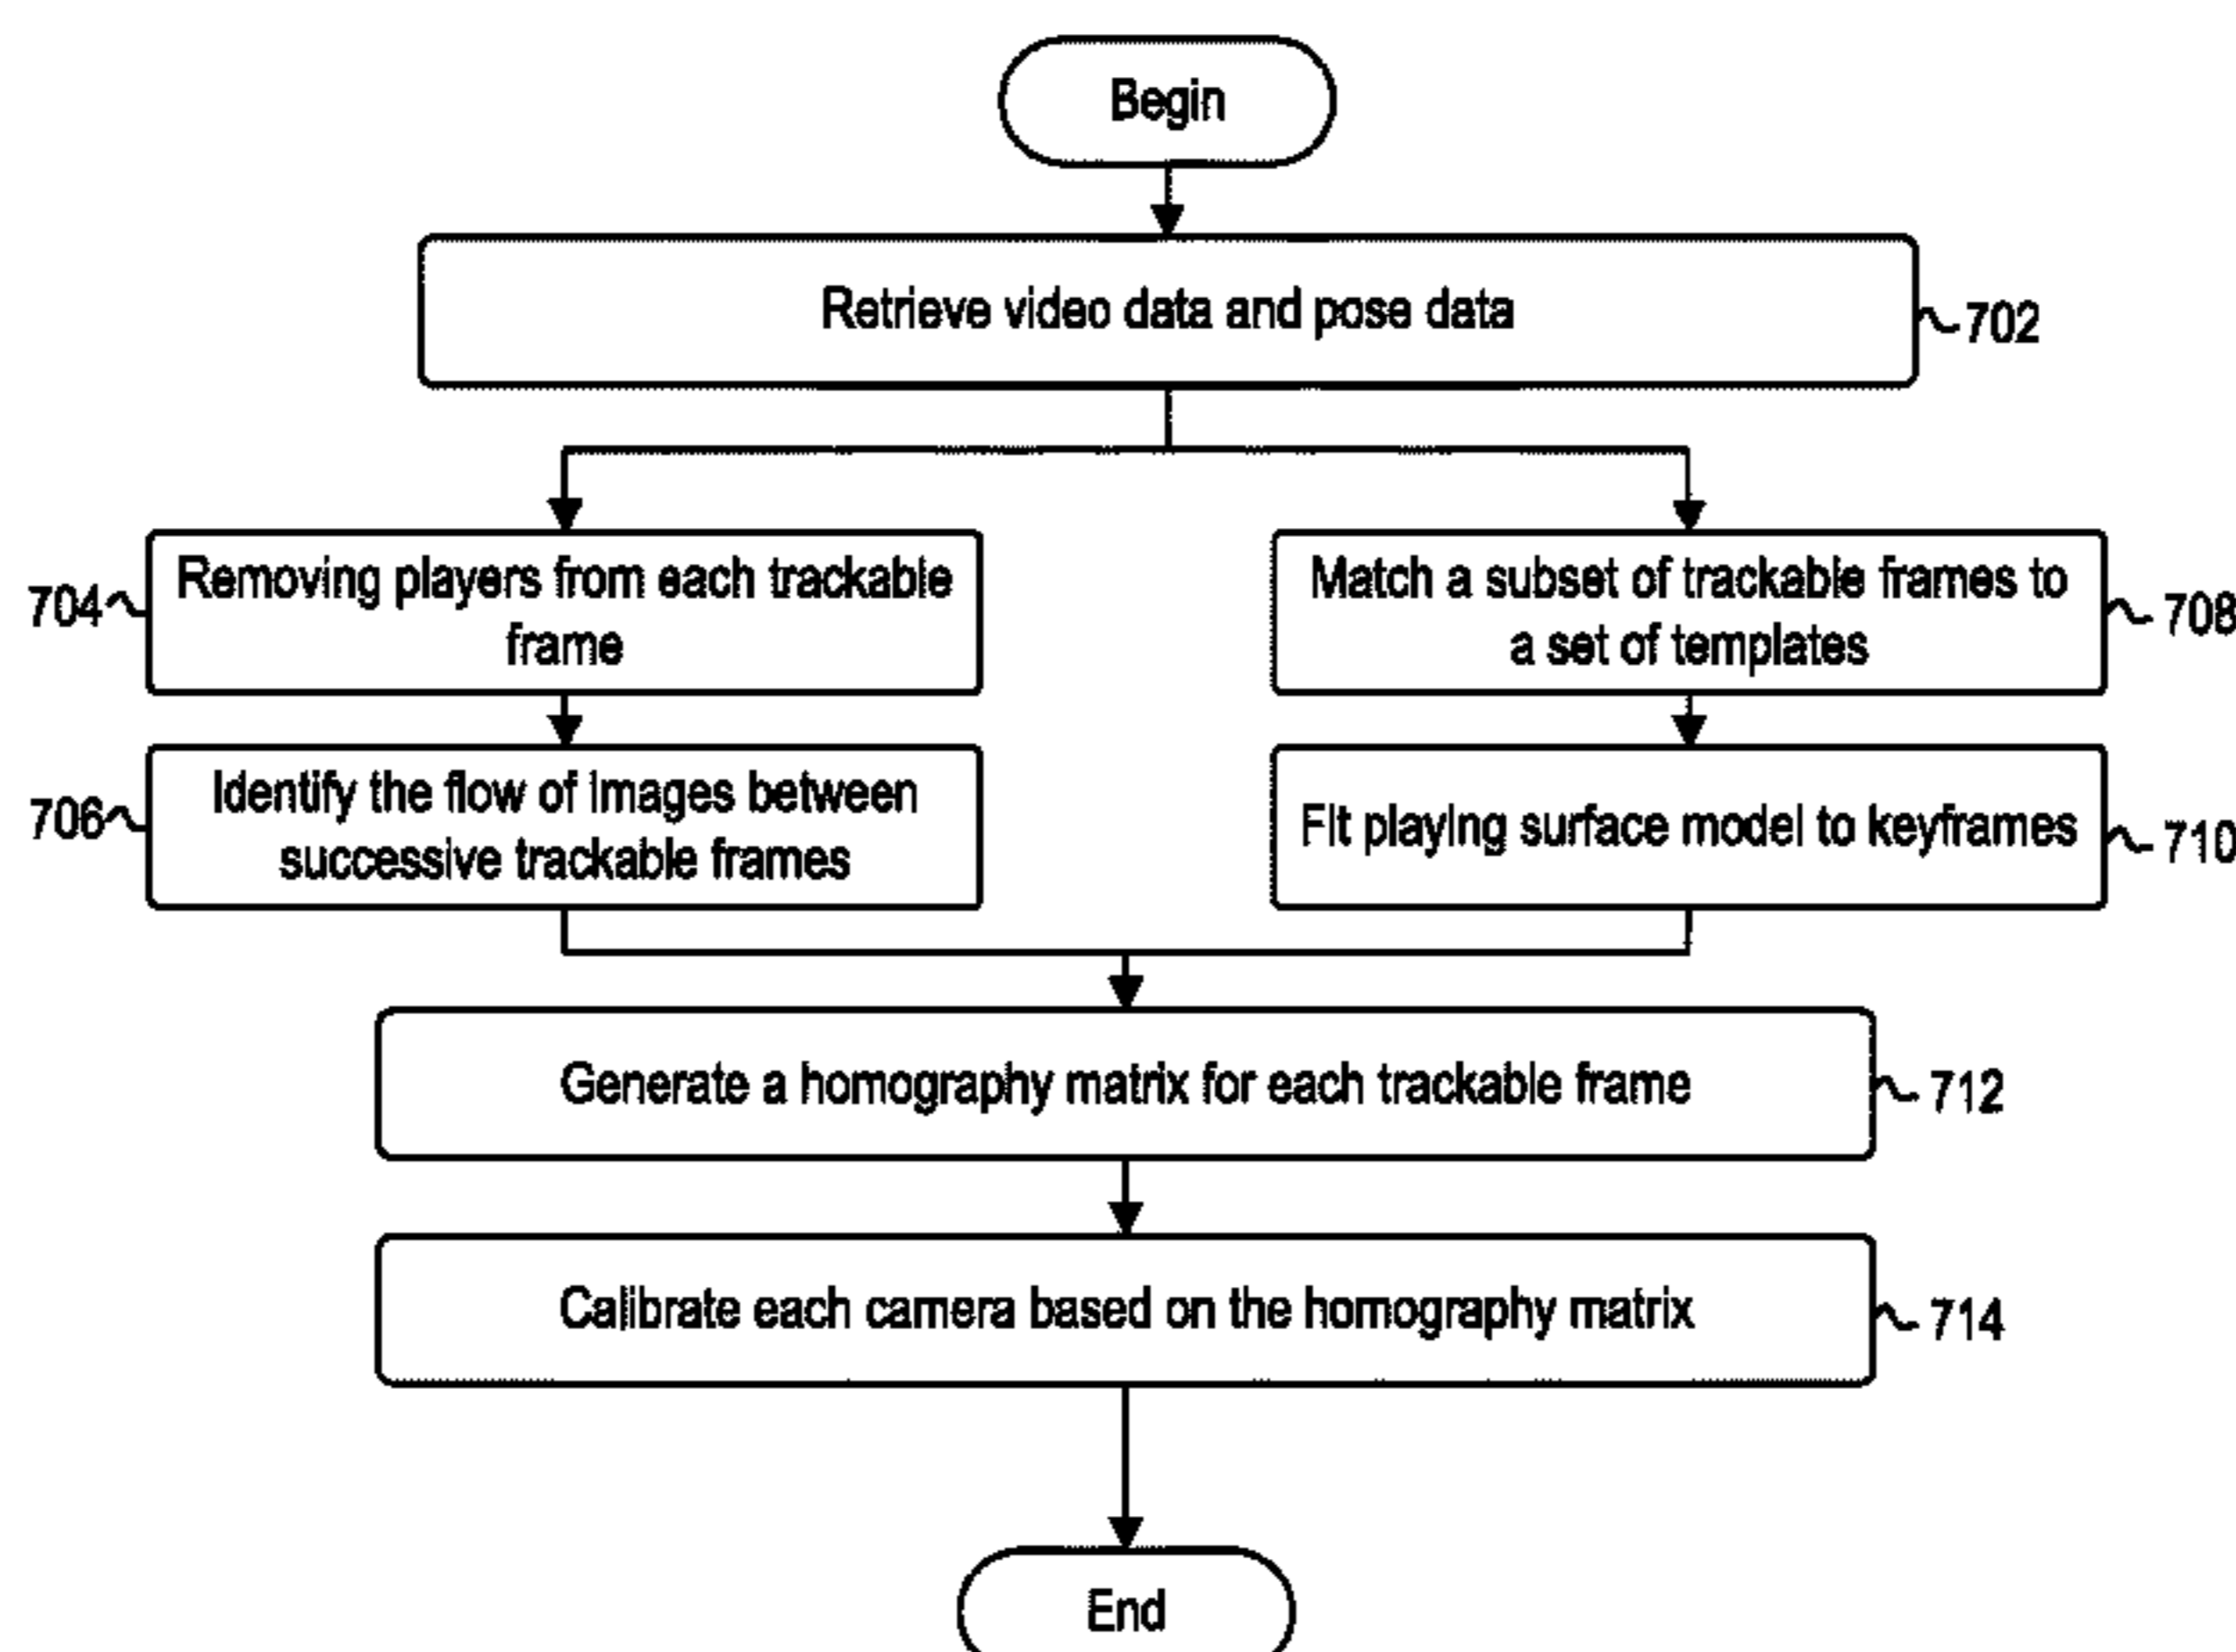 Begin
Retrieve video data and pose data
702
Removing players from each trackable
frame
704
Match a subset of trackable frames to
a set of templates
708
Identify the flow of images between
successive trackable frames
706
Fit playing surface model to keyframes
710
Generate a homography matrix for each trackable frame
712
Calibrate each camera based on the homography matrix
714
End